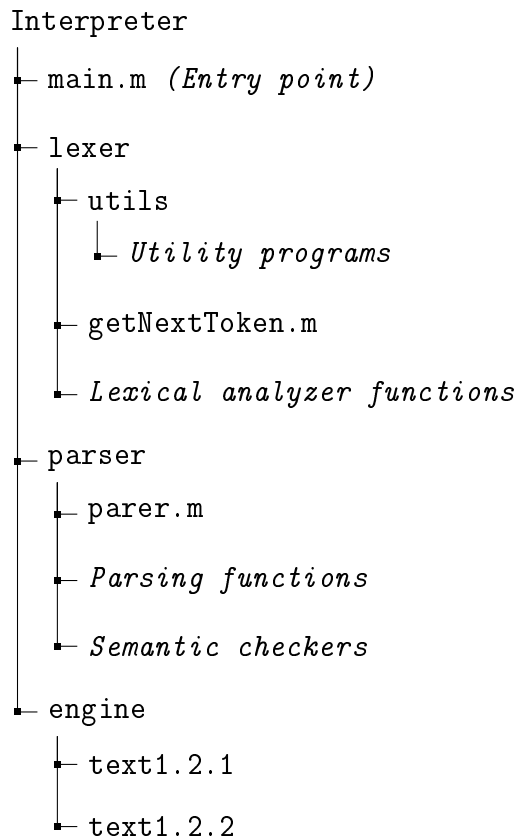 Interpreter
main.m (Entry point)
lexer
utils
Utility programs
getNextToken.m
Lexical analyzer functions
parser
parer.m
Parsing functions
Semantic checkers
engine
text1.2.1
text1.2.2